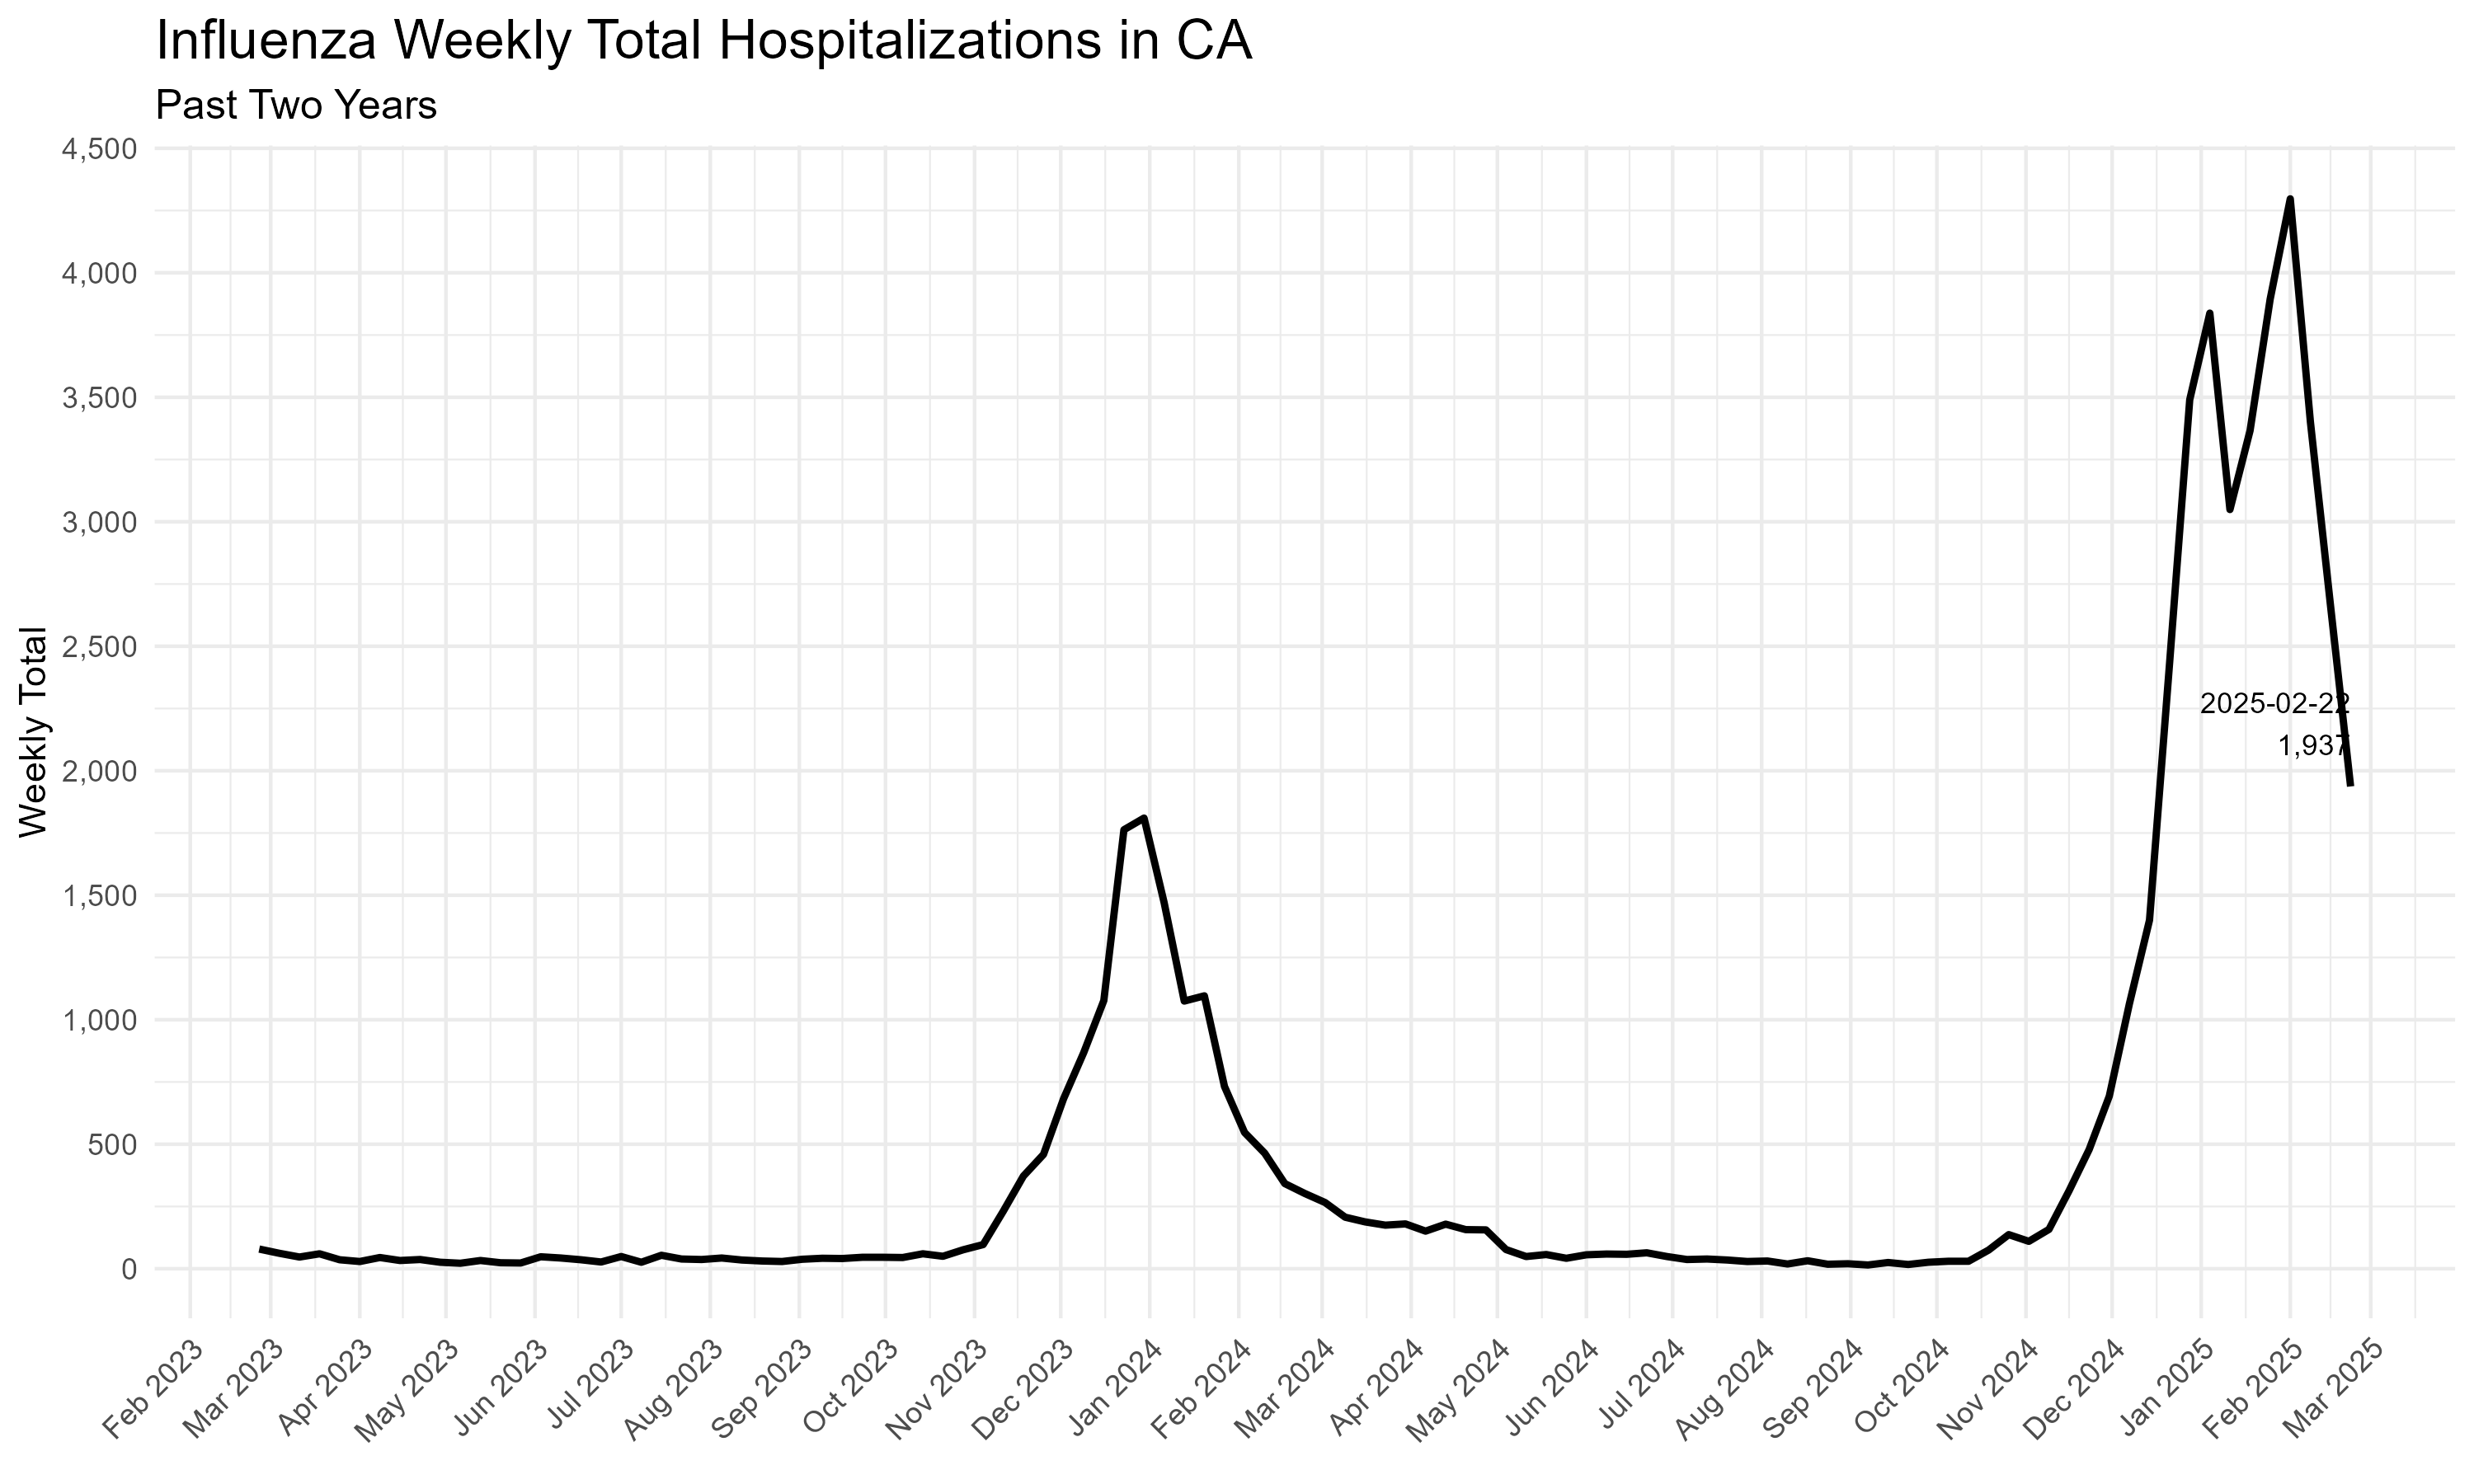 Influenza Weekly Total Hospitalizations in CA
Past Two Years
4,500
4,000
3,500
3,000
2,500
2,000
1,500
1,000
500
0
Weekly Total
2025-02-22
1,937
Feb 2023
Mar 2023
Apr 2023
May 2023
Jun 2023
Jul 2023
Aug 2023
Sep 2023
Oct 2023
Nov 2023
Dec 2023
Jan 2024
Feb 2024
Mar 2024
Apr 2024
May 2024
Jun 2024
Jul 2024
Aug 2024
Sep 2024
Oct 2024
Nov 2024
Dec 2024
Jan 2025
Feb 2025
Mar 2025